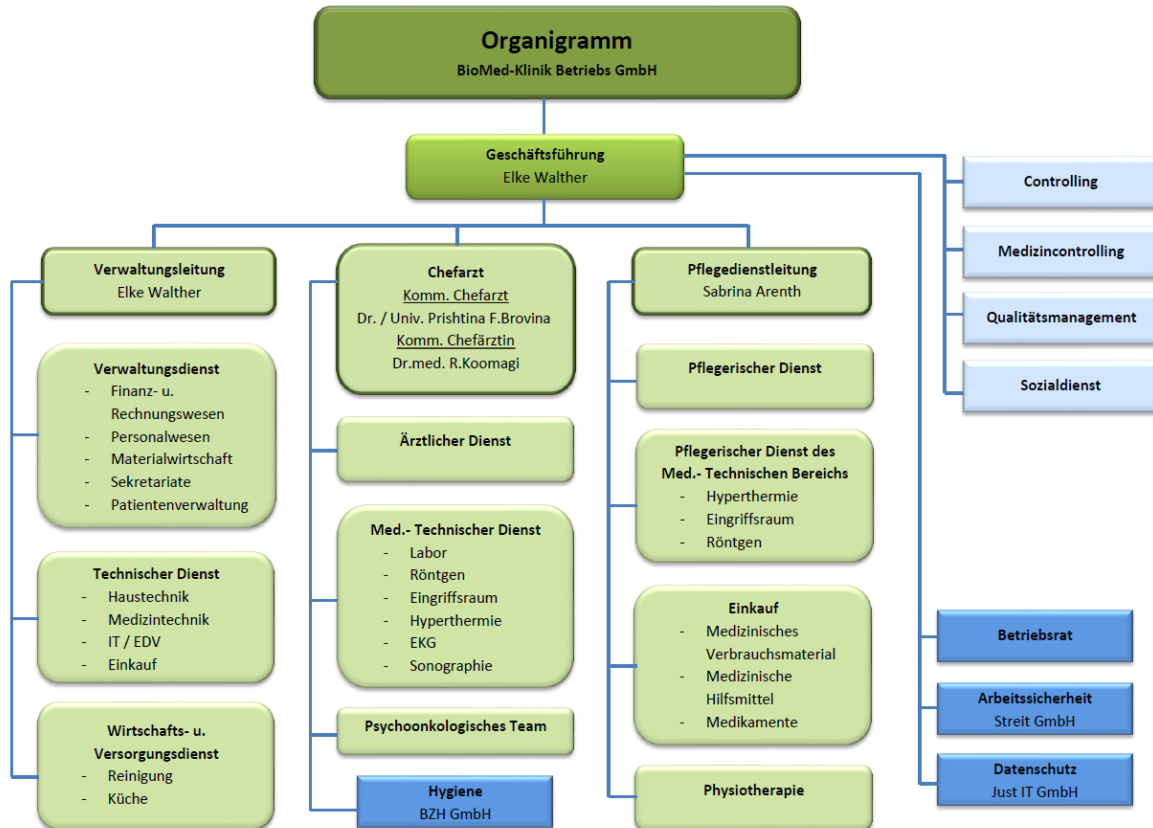 Organigramm
BioMed-Klinik Betriebs GmbH
Geschäftsführung
Elke Walther
Controlling
Medizincontrolling
Qualitätsmanagement
Sozialdienst
Verwaltungsleitung
Elke Walther
Verwaltungsdienst
- Finanz- u.
Rechnungswesen
- Personalwesen
- Materialwirtschaft
- Sekretariate
- Patientenverwaltung
Technischer Dienst
- Haustechnik
- Medizintechnik
- IT / EDV
- Einkauf
Wirtschafts- u.
Versorgungsdienst
- Reinigung
- Küche
Chefarzt
Komm. Chefarzt
Dr. / Univ. Prishtina F.Brovina
Komm. Chefärztin
Dr.med. R.Koomagi
Ärztlicher Dienst
Med.- Technischer Dienst
- Labor
- Röntgen
- Eingriffsraum
- Hyperthermie
- EKG
- Sonographie
Psychoonkologisches Team
Hygiene
BZH GmbH
Pflegedienstleitung
Sabrina Arenth
Pflegerischer Dienst
Pflegerischer Dienst des
Med.- Technischen Bereichs
- Hyperthermie
- Eingriffsraum
- Röntgen
Einkauf
- Medizinisches
Verbrauchsmaterial
- Medizinische
Hilfsmittel
- Medikamente
Physiotherapie
Betriebsrat
Arbeitssicherheit
Streit GmbH
Datenschutz
Just IT GmbH